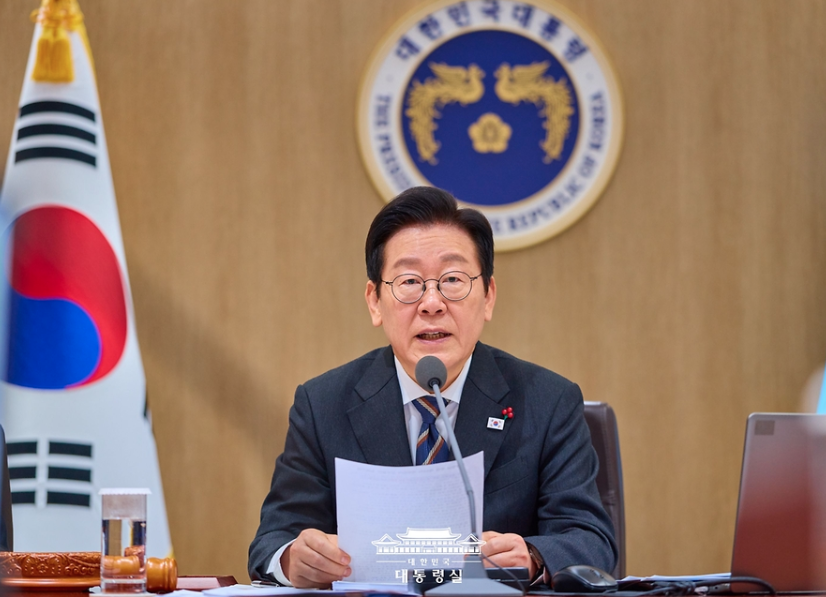 대한민국대통령
THE PRESIDENT OF THE REPUBLIC OF KOREA
대한민국
대통령실